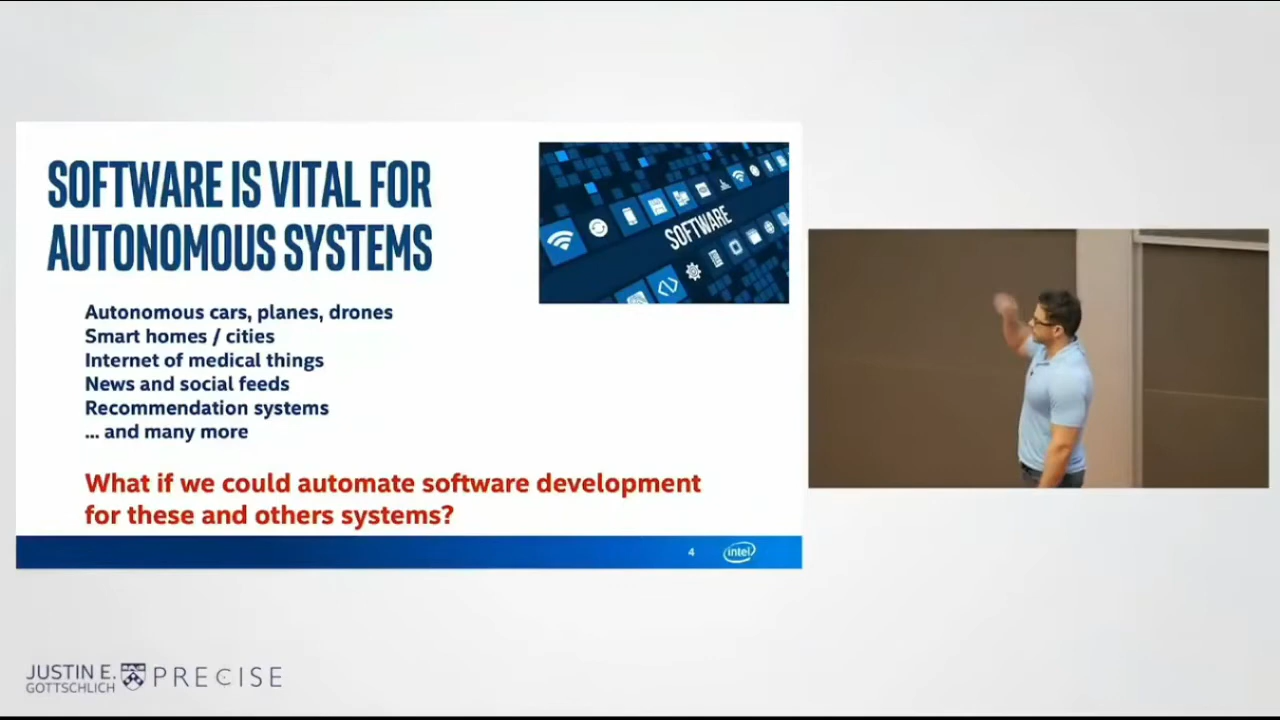 SOFTWARE IS VITAL FOR
AUTONOMOUS SYSTEMS
SOFTWARE
Autonomous cars, planes, drones
Smart homes / cities
Internet of medical things
News and social feeds
Recommendation systems
... and many more
What if we could automate software development
for these and others systems?
4
intel
JUSTIN E.
GOTTSCHLICH
PRECISE